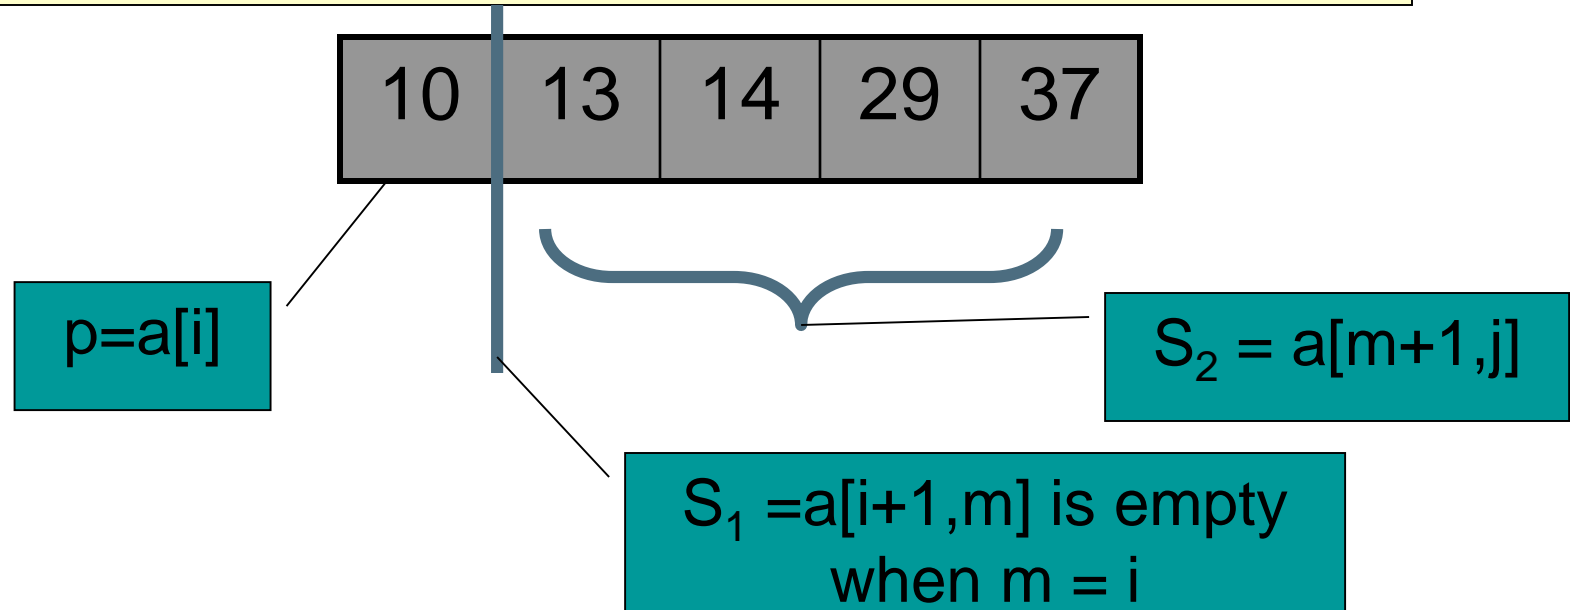 10 13 14 29 37
p=a[i]
S₂ = a[m+1,j]
S₁ =a[i+1,m] is empty
when m = i